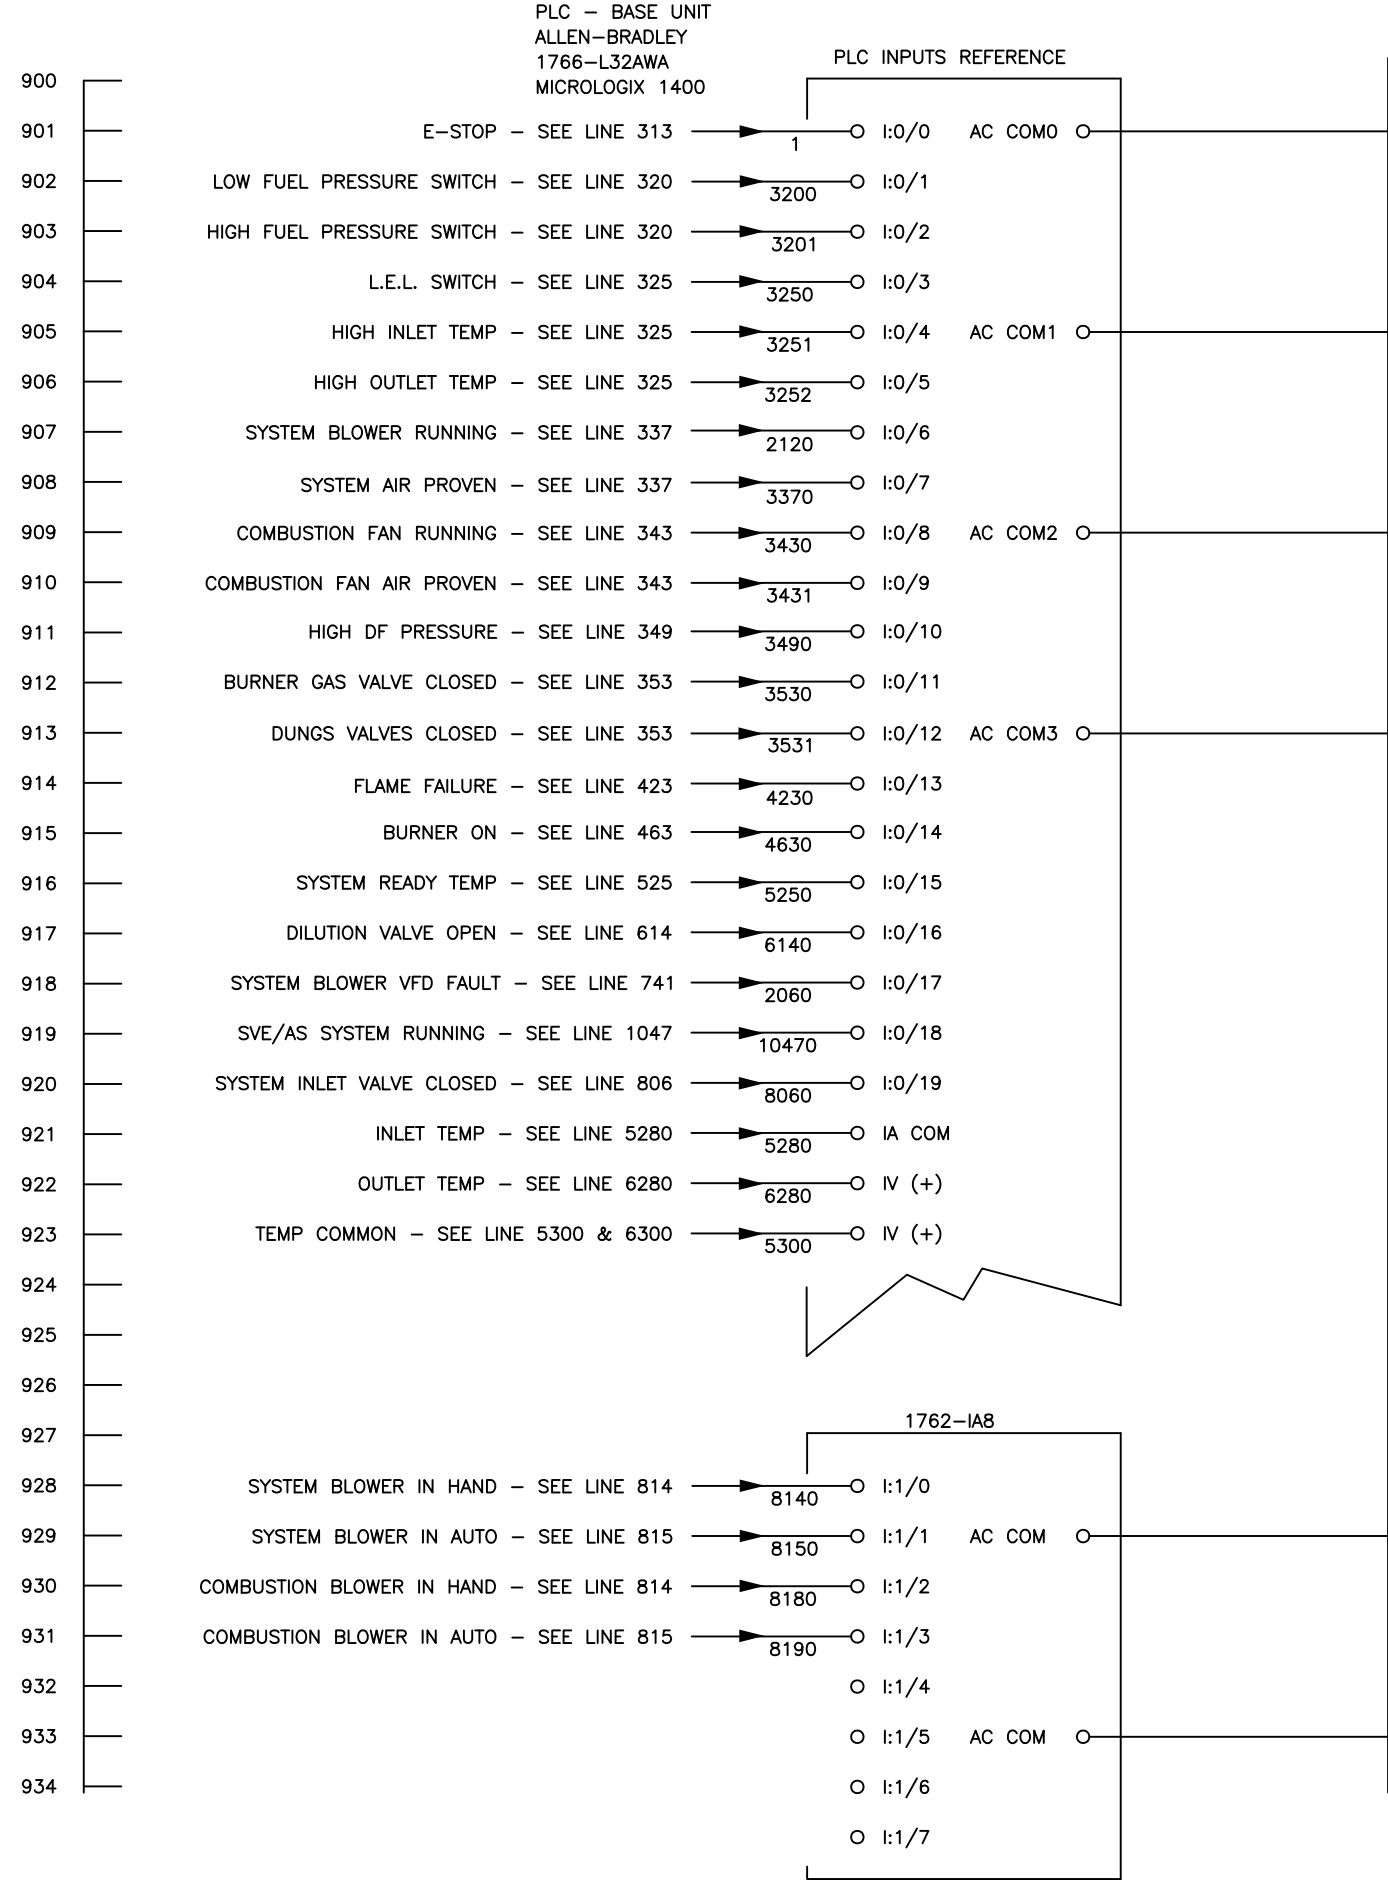 PLC – BASE UNIT
ALLEN–BRADLEY
1766–L32AWA
MICROLOGIX 1400
PLC INPUTS REFERENCE
900
901 E–STOP – SEE LINE 313 1 I:0/0 AC COM0
902 LOW FUEL PRESSURE SWITCH – SEE LINE 320 3200 I:0/1
903 HIGH FUEL PRESSURE SWITCH – SEE LINE 320 3201 I:0/2
904 L.E.L. SWITCH – SEE LINE 325 3250 I:0/3
905 HIGH INLET TEMP – SEE LINE 325 3251 I:0/4 AC COM1
906 HIGH OUTLET TEMP – SEE LINE 325 3252 I:0/5
907 SYSTEM BLOWER RUNNING – SEE LINE 337 2120 I:0/6
908 SYSTEM AIR PROVEN – SEE LINE 337 3370 I:0/7
909 COMBUSTION FAN RUNNING – SEE LINE 343 3430 I:0/8 AC COM2
910 COMBUSTION FAN AIR PROVEN – SEE LINE 343 3431 I:0/9
911 HIGH DF PRESSURE – SEE LINE 349 3490 I:0/10
912 BURNER GAS VALVE CLOSED – SEE LINE 353 3530 I:0/11
913 DUNGS VALVES CLOSED – SEE LINE 353 3531 I:0/12 AC COM3
914 FLAME FAILURE – SEE LINE 423 4230 I:0/13
915 BURNER ON – SEE LINE 463 4630 I:0/14
916 SYSTEM READY TEMP – SEE LINE 525 5250 I:0/15
917 DILUTION VALVE OPEN – SEE LINE 614 6140 I:0/16
918 SYSTEM BLOWER VFD FAULT – SEE LINE 741 2060 I:0/17
919 SVE/AS SYSTEM RUNNING – SEE LINE 1047 10470 I:0/18
920 SYSTEM INLET VALVE CLOSED – SEE LINE 806 8060 I:0/19
921 INLET TEMP – SEE LINE 5280 5280 IA COM
922 OUTLET TEMP – SEE LINE 6280 6280 IV (+)
923 TEMP COMMON – SEE LINE 5300 & 6300 5300 IV (+)
924
925
926
927 1762–IA8
928 SYSTEM BLOWER IN HAND – SEE LINE 814 8140 I:1/0
929 SYSTEM BLOWER IN AUTO – SEE LINE 815 8150 I:1/1 AC COM
930 COMBUSTION BLOWER IN HAND – SEE LINE 814 8180 I:1/2
931 COMBUSTION BLOWER IN AUTO – SEE LINE 815 8190 I:1/3
932 I:1/4
933 I:1/5 AC COM
934 I:1/6
I:1/7